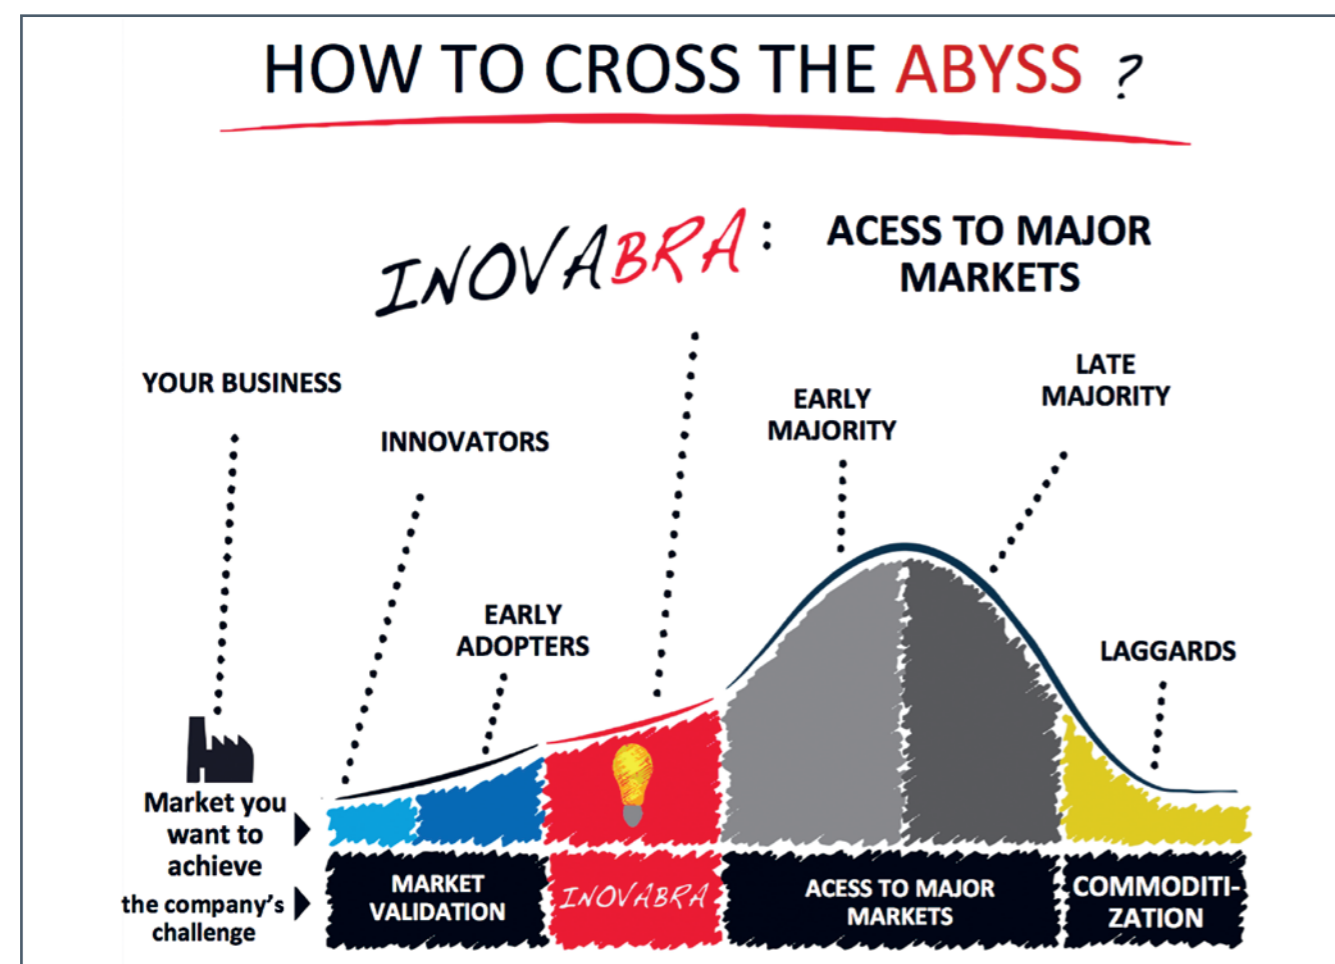 HOW TO CROSS THE ABYSS ?
INOVABRA : ACESS TO MAJOR
MARKETS
YOUR BUSINESS
INNOVATORS
EARLY
ADOPTERS
EARLY
MAJORITY
LATE
MAJORITY
LAGGARDS
Market you
want to
achieve
the company's
challenge
MARKET
VALIDATION
INOVABRA
ACESS TO MAJOR
MARKETS
COMMODITI-
ZATION